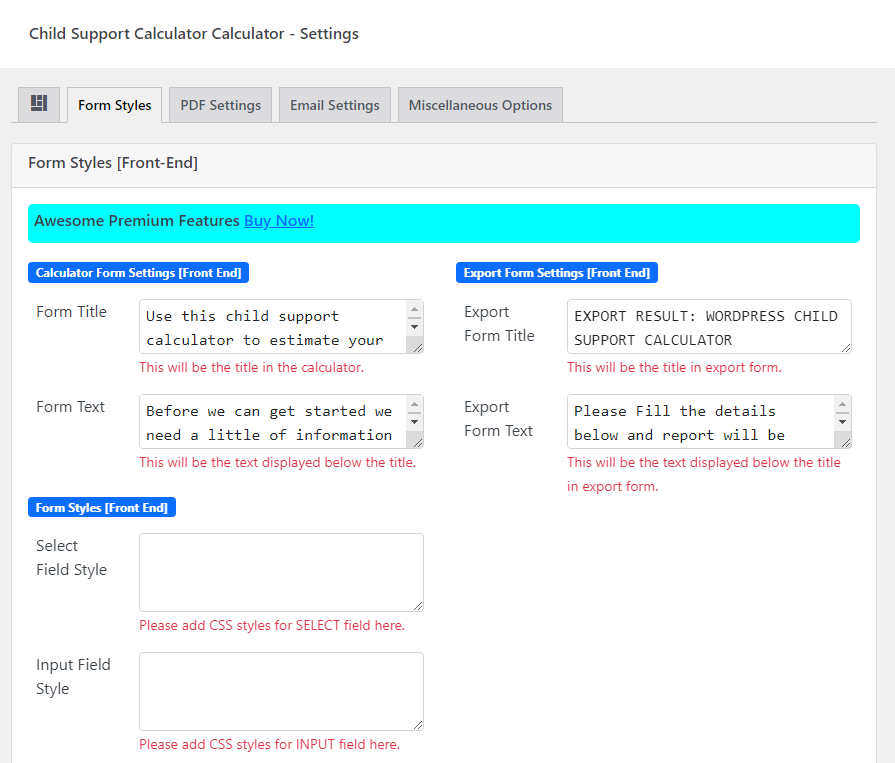 Child Support Calculator Calculator - Settings
Form Styles
PDF Settings
Email Settings
Miscellaneous Options
Form Styles [Front-End]
Awesome Premium Features Buy Now!
Calculator Form Settings [Front End]
Form Title
Use this child support
calculator to estimate your
This will be the title in the calculator.
Form Text
Before we can get started we
need a little of information
This will be the text displayed below the title.
Export Form Settings [Front End]
Export
Form Title
EXPORT RESULT: WORDPRESS CHILD
SUPPORT CALCULATOR
This will be the title in export form.
Export
Form Text
Please Fill the details
below and report will be
This will be the text displayed below the title
in export form.
Form Styles [Front End]
Select
Field Style
Please add CSS styles for SELECT field here.
Input Field
Style
Please add CSS styles for INPUT field here.